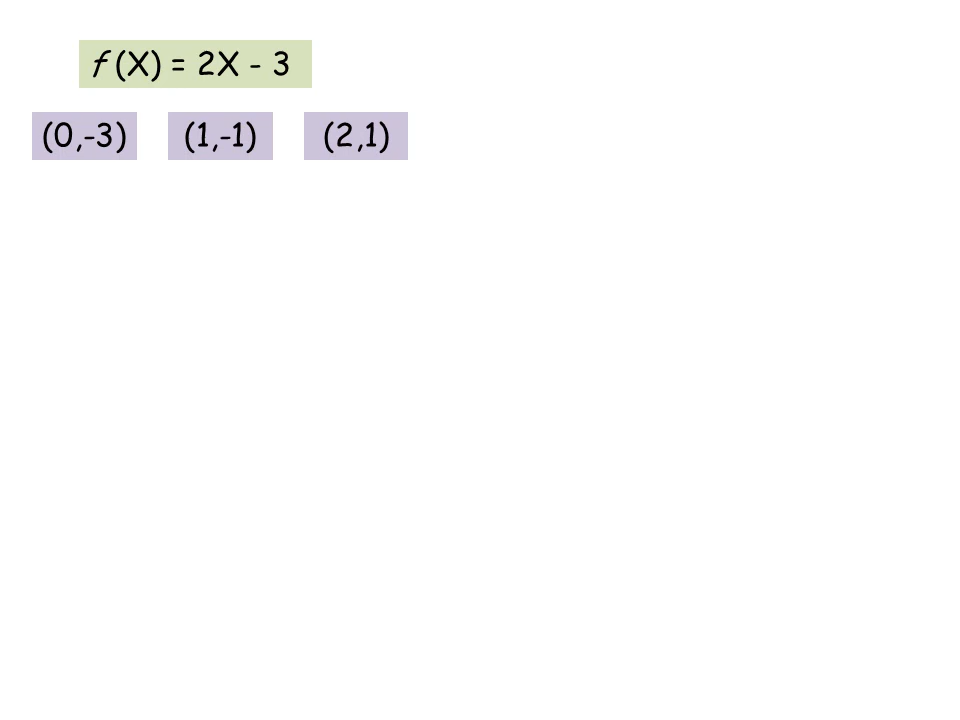 f (X) = 2X - 3
(0,-3) (1,-1) (2,1)